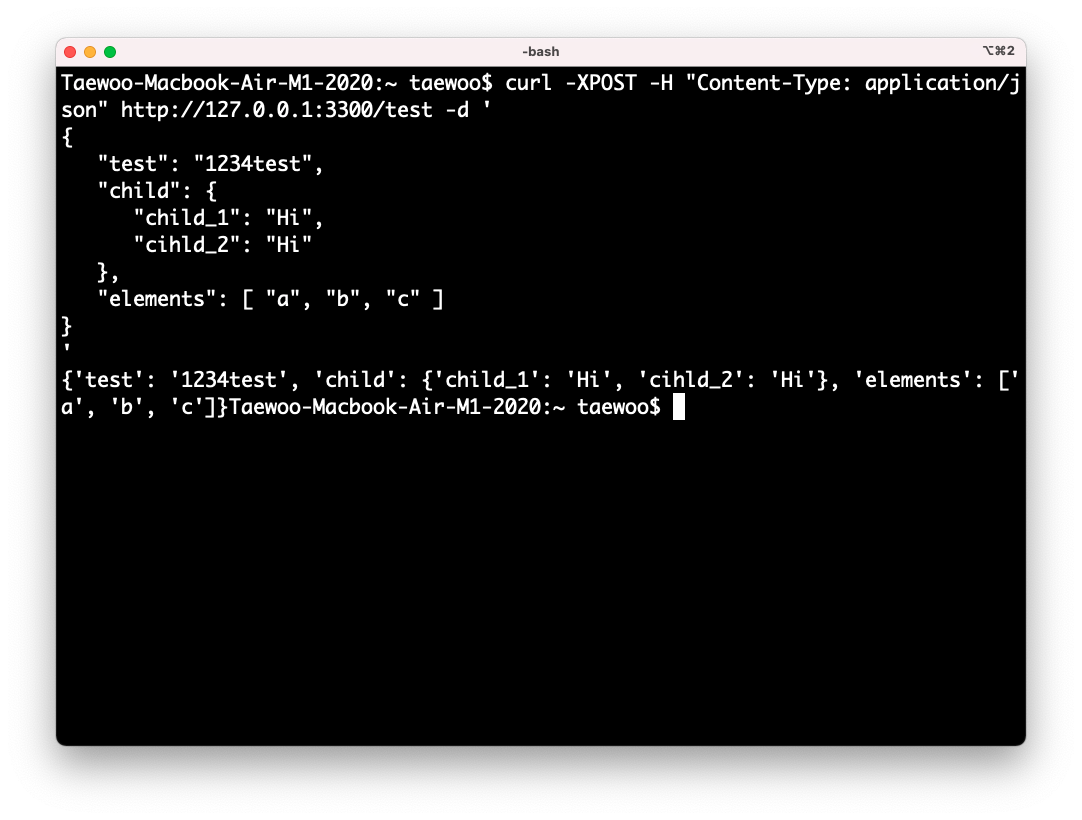 -bash
⌥⌘2
Taewoo-Macbook-Air-M1-2020:~ taewoo$ curl -XPOST -H "Content-Type: application/j
son" http://127.0.0.1:3300/test -d '
{
   "test": "1234test",
   "child": {
      "child_1": "Hi",
      "cihld_2": "Hi"
   },
   "elements": [ "a", "b", "c" ]
}
'
{'test': '1234test', 'child': {'child_1': 'Hi', 'cihld_2': 'Hi'}, 'elements': ['
a', 'b', 'c']}Taewoo-Macbook-Air-M1-2020:~ taewoo$